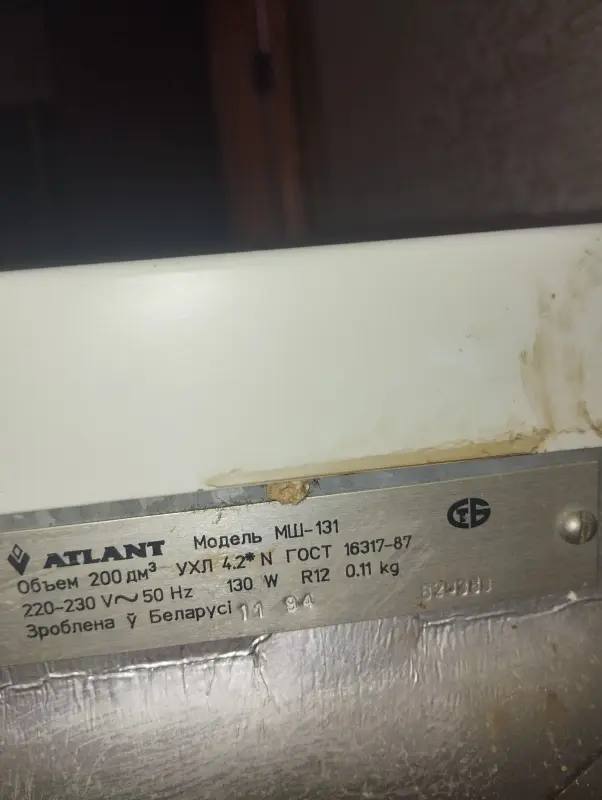 ATLANT Модель МШ-131 СТБ
Объем 200 дм³ УХЛ 4.2* N ГОСТ 16317-87
220-230 V~50 Hz 130 W R12 0.11 kg
Зроблена ў Беларусі 11 94